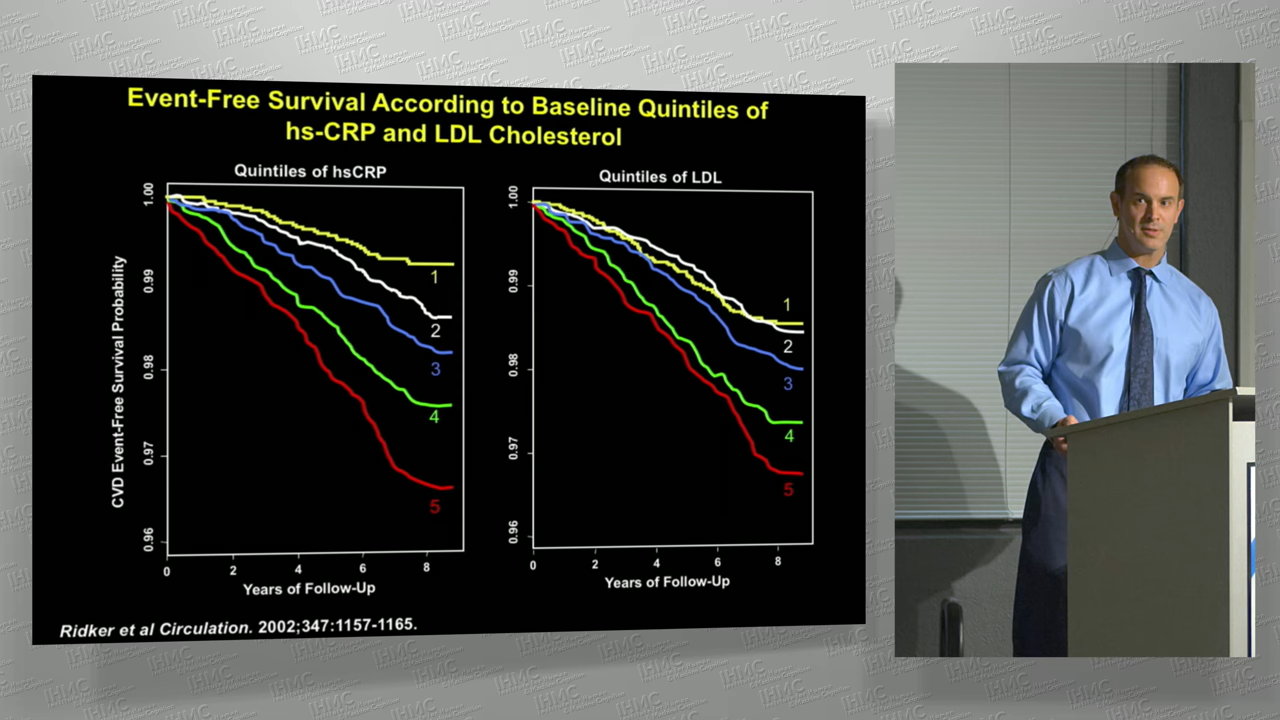 Event-Free Survival According to Baseline Quintiles of
hs-CRP and LDL Cholesterol
Quintiles of hsCRP
CVD Event-Free Survival Probability
1.00
0.99
0.98
0.97
0.96
1
2
3
4
5
0 2 4 6 8
Years of Follow-Up
Quintiles of LDL
1.00
0.99
0.98
0.97
0.96
1
2
3
4
5
0 2 4 6 8
Years of Follow-Up
Ridker et al Circulation. 2002;347:1157-1165.
IHMC